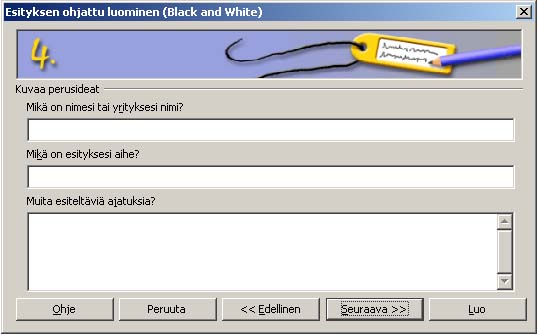 Esityksen ohjattu luominen (Black and White)
4.
Kuvaa perusideat
Mikä on nimesi tai yrityksesi nimi?
Mikä on esityksesi aihe?
Muita esiteltäviä ajatuksia?
Ohje
Peruuta
<< Edellinen
Seuraava >>
Luo